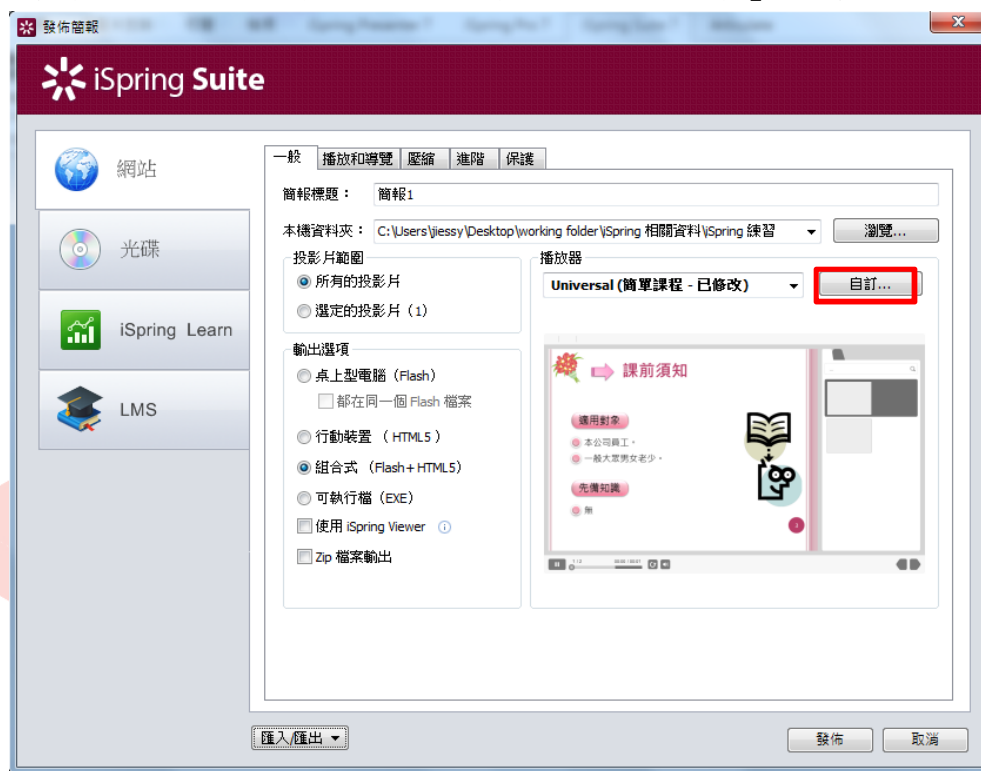 發佈簡報
iSpring Suite
網站
光碟
iSpring Learn
LMS
一般 播放和導覽 壓縮 進階 保護
簡報標題： 簡報1
本機資料夾： C:\Users\jiessy\Desktop\working folder\iSpring 相關資料\iSpring 練習 瀏覽...
投影片範圍
所有的投影片
選定的投影片（1）
輸出選項
桌上型電腦（Flash）
都在同一個 Flash 檔案
行動裝置 （ HTML5 ）
組合式 （Flash+HTML5）
可執行檔（EXE）
使用 iSpring Viewer
Zip 檔案輸出
播放器
Universal (簡單課程 - 已修改) 自訂...
課前須知
適用對象
本公司員工。
一般大眾男女老少。
先備知識
無
匯入/匯出 發佈 取消